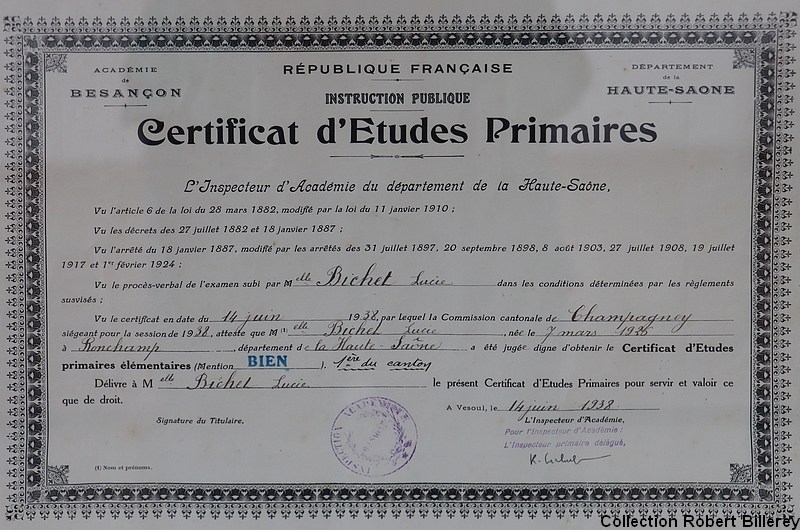 ACADÉMIE
de
BESANÇON
RÉPUBLIQUE FRANÇAISE
INSTRUCTION PUBLIQUE
DÉPARTEMENT
de la
HAUTE-SAONE
Certificat d'Etudes Primaires
L'Inspecteur d'Académie du département de la Haute-Saône,
Vu l'article 6 de la loi du 28 mars 1882, modifié par la loi du 11 janvier 1910 ;
Vu les décrets des 27 juillet 1882 et 18 janvier 1887 ;
Vu l'arrêté du 18 janvier 1887, modifié par les arrêtés des 31 juillet 1897, 20 septembre 1898, 8 août 1903, 27 juillet 1908, 19 juillet
1917 et 1er février 1924 ;
Vu le procès-verbal de l'examen subi par Melle Bichet Lucie dans les conditions déterminées par les règlements
susvisés ;
Vu le certificat en date du 14 juin 1938, par lequel la Commission cantonale de Champagney
siégeant pour la session de 1938, atteste que M(1) elle Bichet Lucie, née le 7 mars
à Ronchamp, département de la Haute-Saône a été jugée digne d'obtenir le Certificat d'Etudes
primaires élémentaires (Mention BIEN ). 1ère du canton
Délivre à Melle Bichet Lucie le présent Certificat d'Etudes Primaires pour servir et valoir ce
que de droit.
A Vesoul, le 14 juin 1938
Signature du Titulaire.
L'Inspecteur d'Académie,
Pour l'Inspecteur d'Académie :
L'Inspecteur primaire délégué,
INSPECTION ACADÉMIQUE
(1) Nom et prénoms.
Collection Robert Billerey